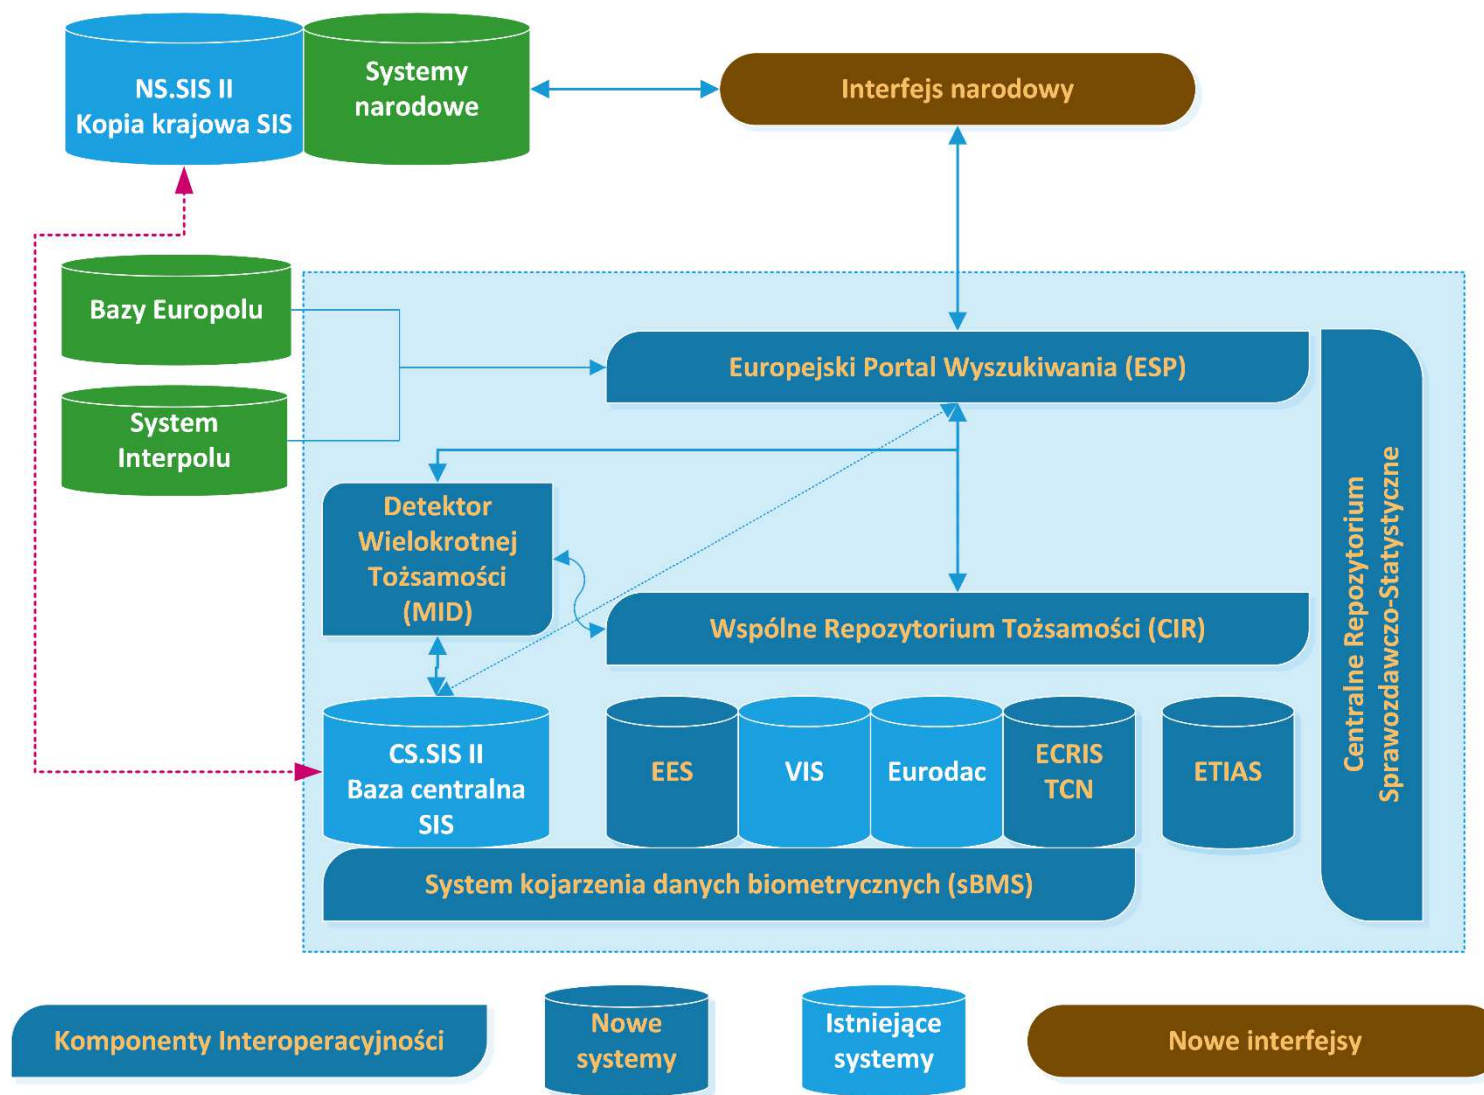 NS.SIS II
Kopia krajowa SIS
Systemy
narodowe
Interfejs narodowy
Bazy Europolu
System
Interpolu
Europejski Portal Wyszukiwania (ESP)
Detektor
Wielokrotnej
Tożsamości
(MID)
Wspólne Repozytorium Tożsamości (CIR)
CS.SIS II
Baza centralna
SIS
EES
VIS
Eurodac
ECRIS
TCN
ETIAS
System kojarzenia danych biometrycznych (sBMS)
Centralne Repozytorium
Sprawozdawczo-Statystyczne
Komponenty Interoperacyjności
Nowe
systemy
Istniejące
systemy
Nowe interfejsy